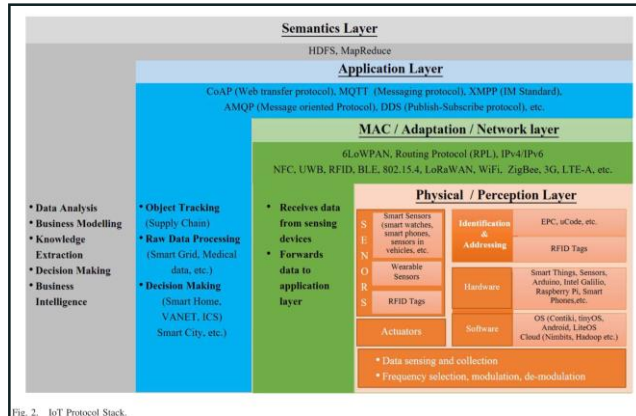 Semantics Layer
HDFS, MapReduce
Application Layer
CoAP (Web transfer protocol), MQTT (Messaging protocol), XMPP (IM Standard),
AMQP (Message oriented Protocol), DDS (Publish-Subscribe protocol), etc.
MAC / Adaptation / Network layer
6LoWPAN, Routing Protocol (RPL), IPv4/IPv6
NFC, UWB, RFID, BLE, 802.15.4, LoRaWAN, WiFi, ZigBee, 3G, LTE-A, etc.
• Data Analysis
• Business Modelling
• Knowledge
Extraction
• Decision Making
• Business
Intelligence
• Object Tracking
(Supply Chain)
• Raw Data Processing
(Smart Grid, Medical
data, etc.)
• Decision Making
(Smart Home,
VANET, ICS)
Smart City, etc.)
• Receives data
from sensing
devices
• Forwards
data to
application
layer
Physical / Perception Layer
S
E
N
O
R
S
Smart Sensors
(smart watches,
smart phones,
sensors in
vehicles, etc.
Wearable
Sensors
RFID Tags
Actuators
Identification
&
Addressing
EPC, uCode, etc.
RFID Tags
Hardware
Smart Things, Sensors,
Arduino, Intel Galilio,
Raspberry Pi, Smart
Phones,etc.
Software
OS (Contiki, tinyOS,
Android, LiteOS
Cloud (Nimbits, Hadoop etc.)
• Data sensing and collection
• Frequency selection, modulation, de-modulation
Fig. 2. IoT Protocol Stack.